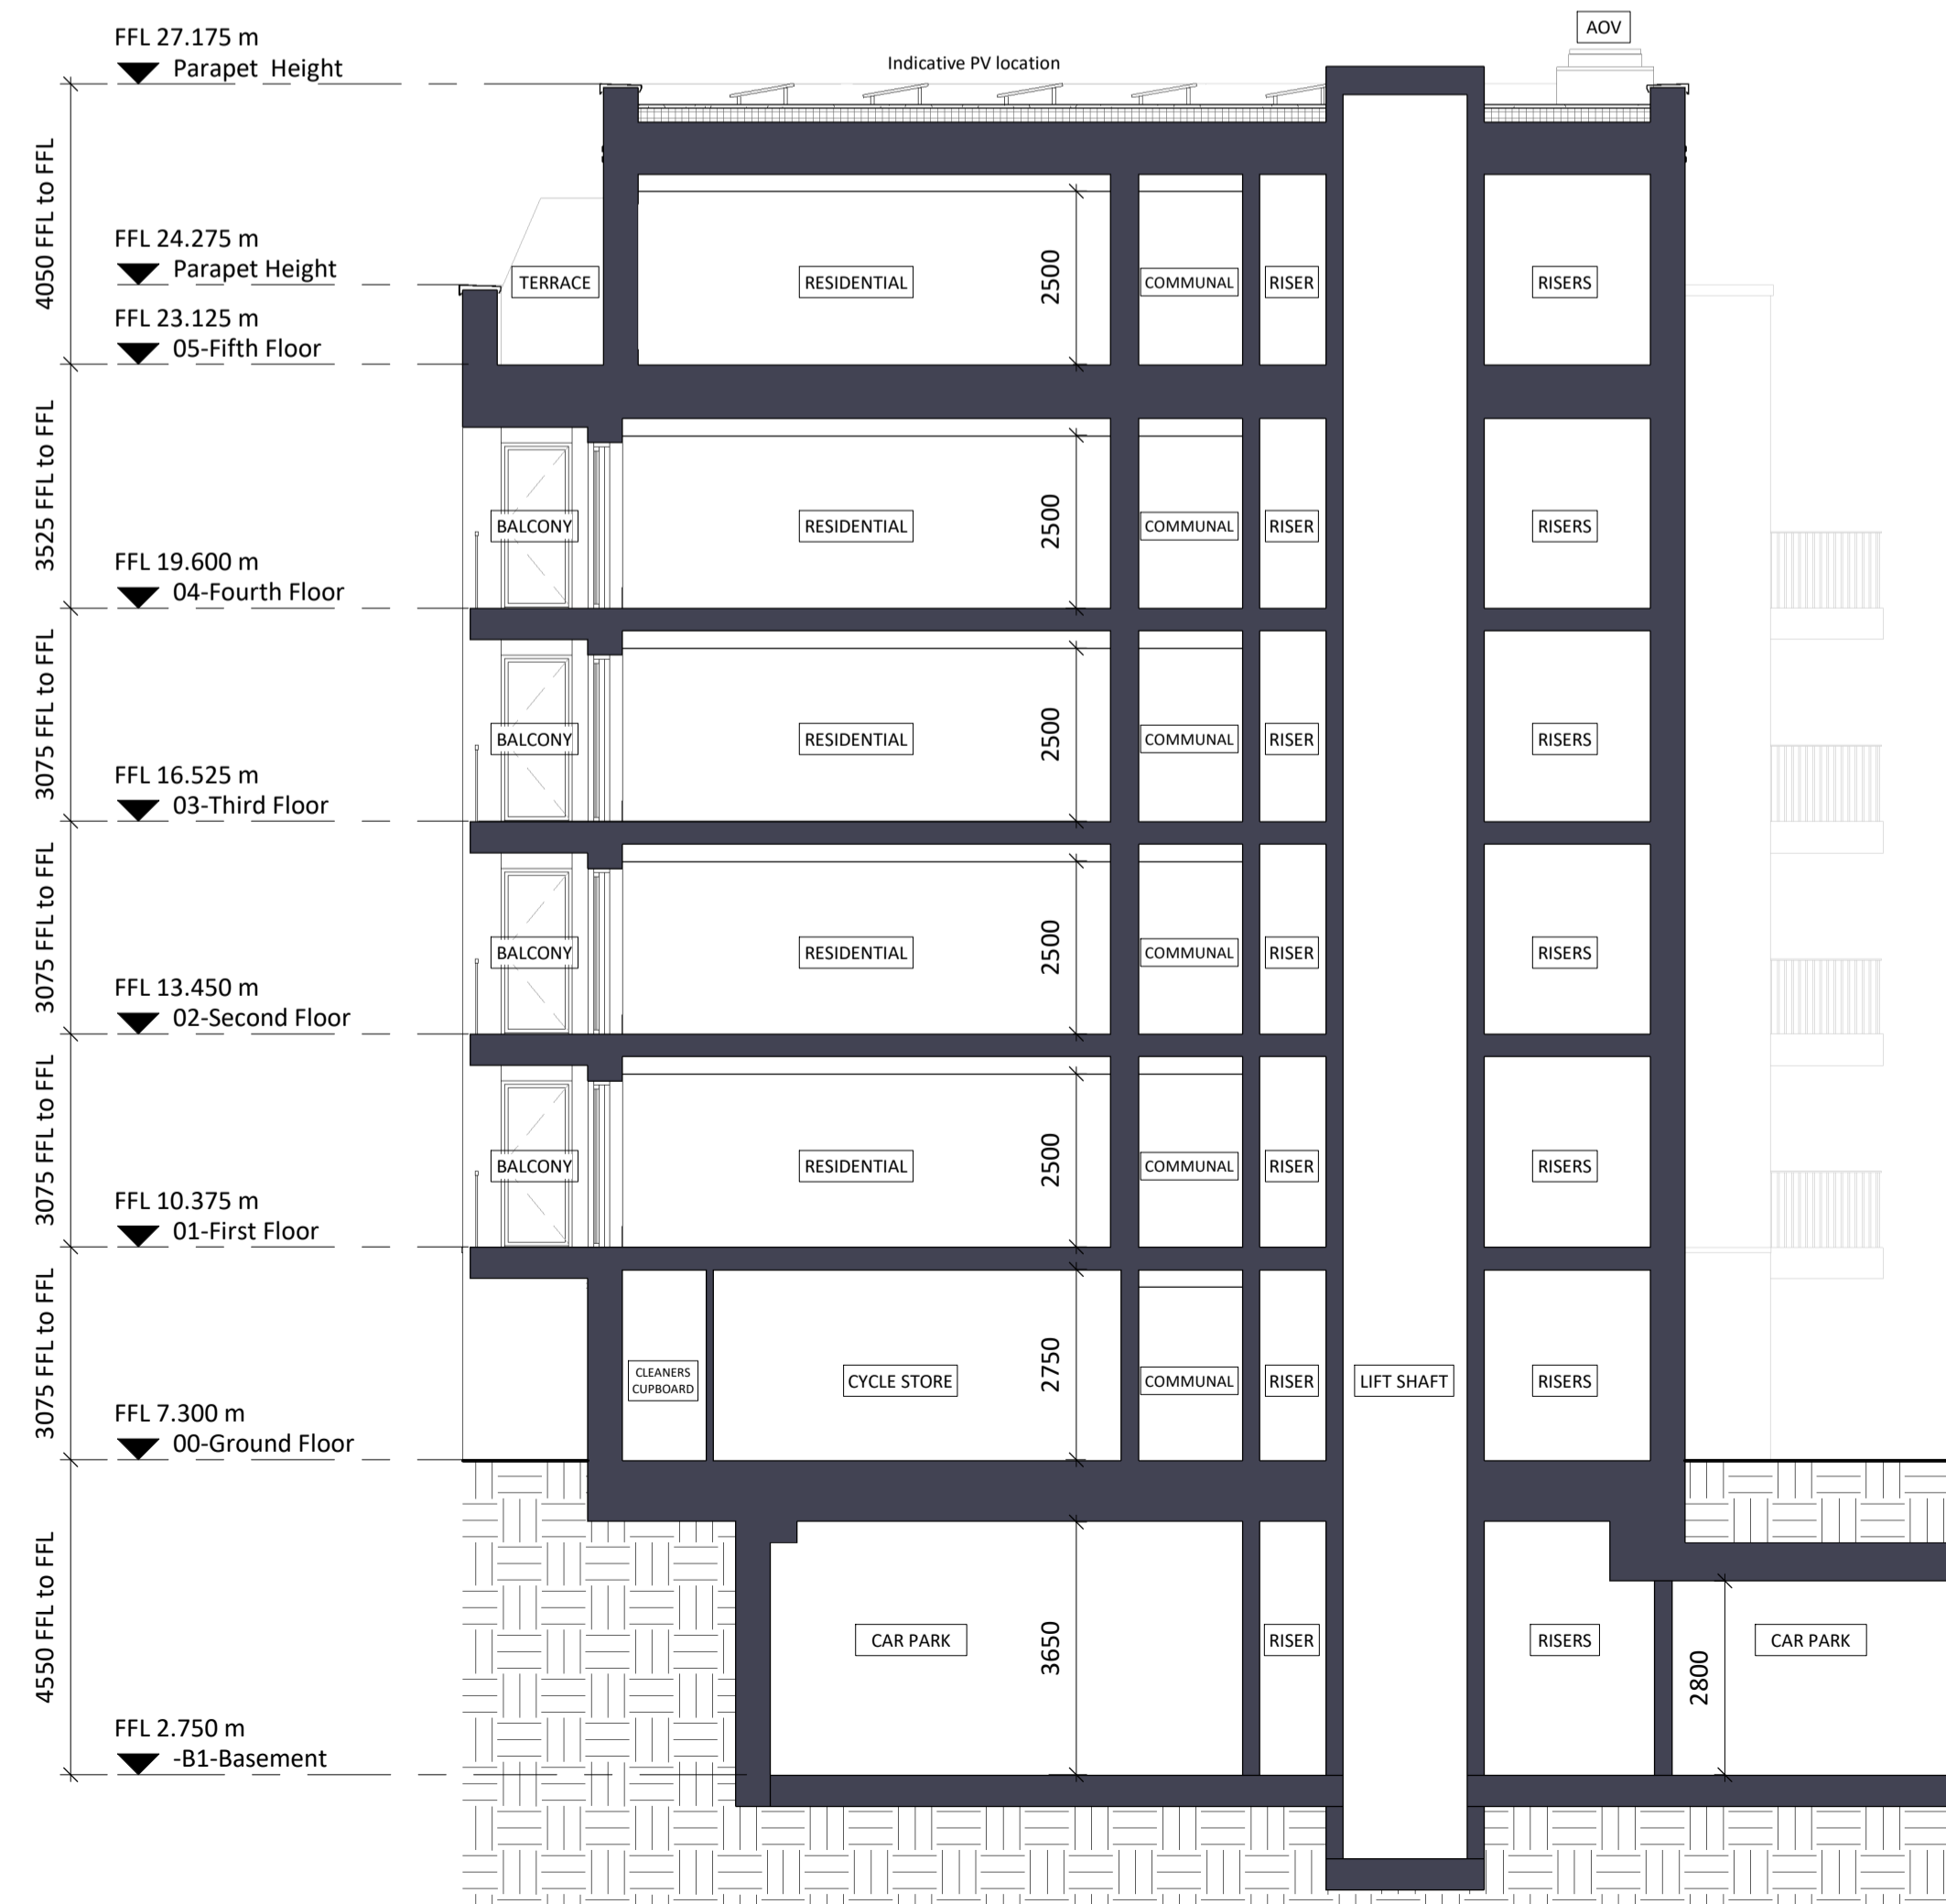 AOV
FFL 27.175 m
Parapet  Height
Indicative PV location
4050 FFL to FFL
FFL 24.275 m
Parapet Height
TERRACE
RESIDENTIAL
2500
COMMUNAL
RISER
RISERS
FFL 23.125 m
05-Fifth Floor
3525 FFL to FFL
BALCONY
RESIDENTIAL
2500
COMMUNAL
RISER
RISERS
FFL 19.600 m
04-Fourth Floor
3075 FFL to FFL
BALCONY
RESIDENTIAL
2500
COMMUNAL
RISER
RISERS
FFL 16.525 m
03-Third Floor
3075 FFL to FFL
BALCONY
RESIDENTIAL
2500
COMMUNAL
RISER
RISERS
FFL 13.450 m
02-Second Floor
3075 FFL to FFL
BALCONY
RESIDENTIAL
2500
COMMUNAL
RISER
RISERS
FFL 10.375 m
01-First Floor
3075 FFL to FFL
CLEANERS
CUPBOARD
CYCLE STORE
2750
COMMUNAL
RISER
LIFT SHAFT
RISERS
FFL 7.300 m
00-Ground Floor
4550 FFL to FFL
CAR PARK
3650
RISER
RISERS
2800
CAR PARK
FFL 2.750 m
-B1-Basement